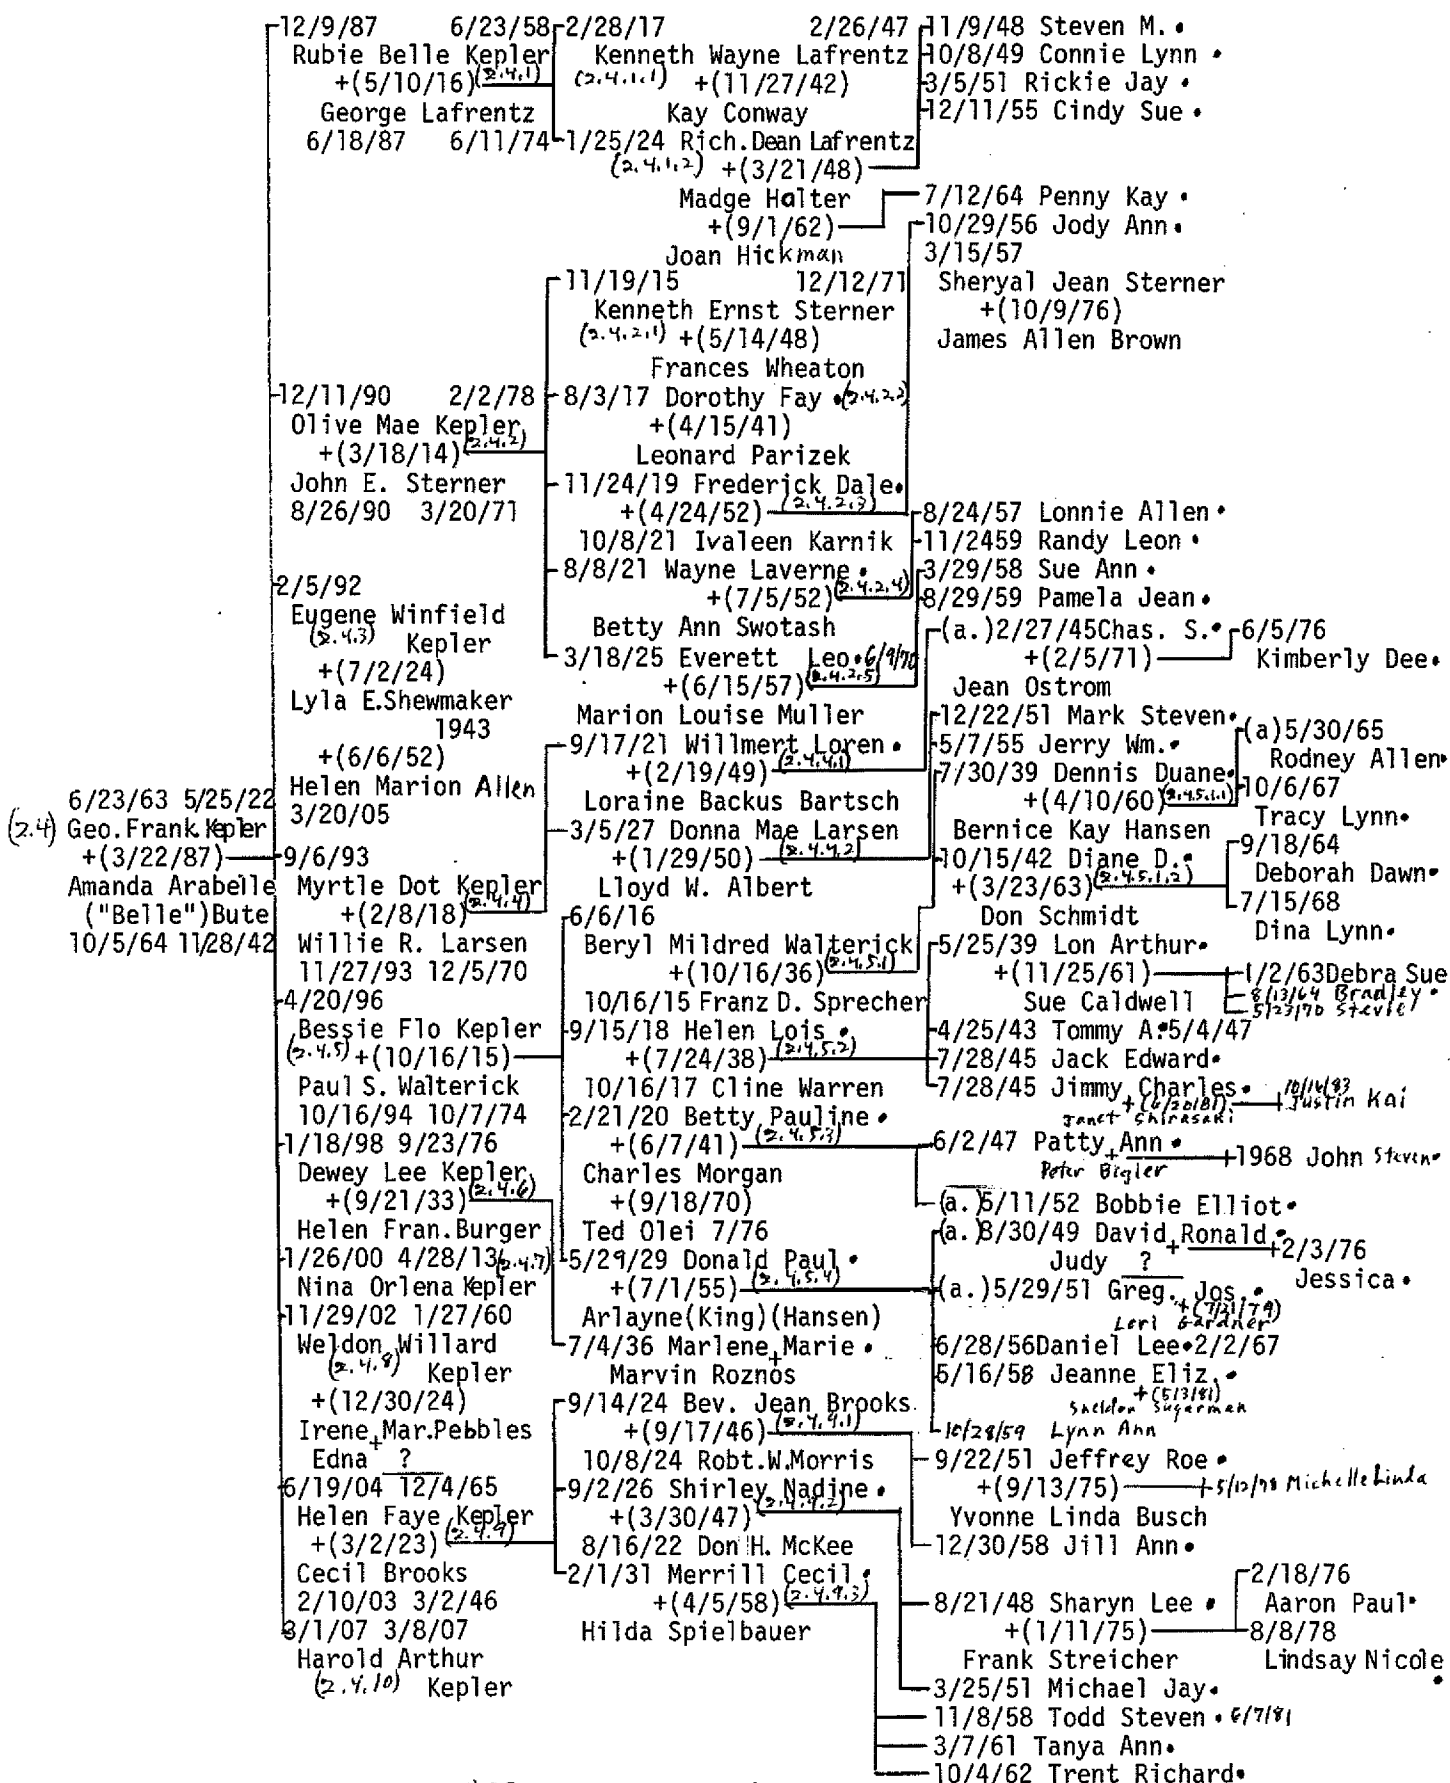 12/9/87 6/23/58
Rubie Belle Kepler
+(5/10/16) (2.4.1)
George Lafrentz
6/18/87 6/11/74
12/11/90 2/2/78
Olive Mae Kepler
+(3/18/14) (2.4.2)
John E. Sterner
8/26/90 3/20/71
2/5/92
Eugene Winfield
(2.4.3) Kepler
+(7/2/24)
Lyla E.Shewmaker
1943
+(6/6/52)
Helen Marion Allen
3/20/05
6/23/63 5/25/22
(2.4) Geo.Frank Kepler
+(3/22/87)
Amanda Arabelle
("Belle")Bute
10/5/64 11/28/42
9/6/93
Myrtle Dot Kepler
+(2/8/18) (2.4.4)
Willie R. Larsen
11/27/93 12/5/70
4/20/96
Bessie Flo Kepler
(2.4.5) +(10/16/15)
Paul S. Walterick
10/16/94 10/7/74
1/18/98 9/23/76
Dewey Lee Kepler
+(9/21/33) (2.4.6)
Helen Fran.Burger
1/26/00 4/28/13 (2.4.7)
Nina Orlena Kepler
11/29/02 1/27/60
Weldon Willard
(2.4.8) Kepler
+(12/30/24)
Irene Mar.Pebbles
+
Edna ?
6/19/04 12/4/65
Helen Faye Kepler
+(3/2/23) (2.4.9)
Cecil Brooks
2/10/03 3/2/46
3/1/07 3/8/07
Harold Arthur
(2.4.10) Kepler
2/28/17 2/26/47
Kenneth Wayne Lafrentz
(2.4.1.1) +(11/27/42)
Kay Conway
1/25/24 Rich.Dean Lafrentz
(2.4.1.2) +(3/21/48)
Madge Halter
+(9/1/62)
Joan Hickman
11/19/15 12/12/71
Kenneth Ernst Sterner
(2.4.2.1) +(5/14/48)
Frances Wheaton
8/3/17 Dorothy Fay • (2.4.2.2)
+(4/15/41)
Leonard Parizek
11/24/19 Frederick Dale•
+(4/24/52) (2.4.2.3)
10/8/21 Ivaleen Karnik
8/8/21 Wayne Laverne•
+(7/5/52) (2.4.2.4)
Betty Ann Swotash
3/18/25 Everett Leo•
+(6/15/57) (2.4.2.5)
Marion Louise Muller
9/17/21 Willmert Loren •
+(2/19/49) (2.4.4.1)
Loraine Backus Bartsch
3/5/27 Donna Mae Larsen
+(1/29/50) (2.4.4.2)
Lloyd W. Albert
6/6/16
Beryl Mildred Walterick
+(10/16/36) (2.4.5.1)
10/16/15 Franz D. Sprecher
9/15/18 Helen Lois •
+(7/24/38) (2.4.5.2)
10/16/17 Cline Warren
2/21/20 Betty Pauline •
+(6/7/41) (2.4.5.3)
Charles Morgan
+(9/18/70)
Ted Olei 7/76
5/29/29 Donald Paul •
+(7/1/55) (2.4.5.4)
Arlayne(King)(Hansen)
7/4/36 Marlene Marie •
+
Marvin Roznos
9/14/24 Bev. Jean Brooks
+(9/17/46) (2.4.9.1)
10/8/24 Robt.W.Morris
9/2/26 Shirley Nadine •
+(3/30/47) (2.4.9.2)
8/16/22 Don H. McKee
2/1/31 Merrill Cecil•
+(4/5/58) (2.4.9.3)
Hilda Spielbauer
11/9/48 Steven M. •
10/8/49 Connie Lynn •
3/5/51 Rickie Jay •
12/11/55 Cindy Sue •
7/12/64 Penny Kay •
10/29/56 Jody Ann •
3/15/57
Sheryal Jean Sterner
+(10/9/76)
James Allen Brown
8/24/57 Lonnie Allen •
11/2459 Randy Leon •
3/29/58 Sue Ann •
8/29/59 Pamela Jean •
(a.)2/27/45Chas. S.•
+(2/5/71)
Jean Ostrom
12/22/51 Mark Steven•
5/7/55 Jerry Wm.•
7/30/39 Dennis Duane•
+(4/10/60) (2.4.5.1.1)
Bernice Kay Hansen
10/15/42 Diane D.•
+(3/23/63) (2.4.5.1.2)
Don Schmidt
5/25/39 Lon Arthur•
+(11/25/61)
Sue Caldwell
4/25/43 Tommy A.•5/4/47
7/28/45 Jack Edward•
7/28/45 Jimmy Charles•
+(6/20/81)
Janet Shirasaki
6/2/47 Patty Ann •
+
Peter Bigler
(a.)5/11/52 Bobbie Elliot•
(a.)8/30/49 David Ronald•
+
Judy ?
(a.)5/29/51 Greg. Jos.•
+(7/21/79)
Lori Gardner
6/28/56Daniel Lee•2/2/67
5/16/58 Jeanne Eliz.•
+(5/3/81)
Sheldon Sugarman
10/28/59 Lynn Ann
9/22/51 Jeffrey Roe •
+(9/13/75)
Yvonne Linda Busch
12/30/58 Jill Ann•
8/21/48 Sharyn Lee •
+(1/11/75)
Frank Streicher
3/25/51 Michael Jay•
11/8/58 Todd Steven • 6/7/81
3/7/61 Tanya Ann•
10/4/62 Trent Richard•
6/5/76
Kimberly Dee•
(a)5/30/65
Rodney Allen•
10/6/67
Tracy Lynn•
9/18/64
Deborah Dawn•
7/15/68
Dina Lynn•
1/2/63Debra Sue
8/13/64 Bradley •
5/23/70 Stevie
10/14/83
Justin Kai
1968 John Steven•
2/3/76
Jessica •
5/12/78 Michelle Linda
2/18/76
Aaron Paul•
8/8/78
Lindsay Nicole
•